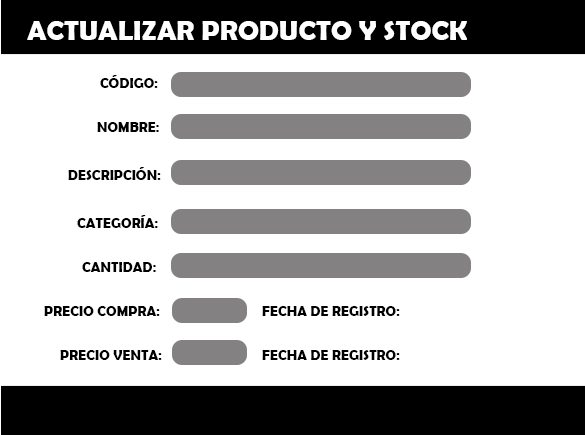 ACTUALIZAR PRODUCTO Y STOCK
CÓDIGO:
NOMBRE:
DESCRIPCIÓN:
CATEGORÍA:
CANTIDAD:
PRECIO COMPRA: FECHA DE REGISTRO:
PRECIO VENTA: FECHA DE REGISTRO: